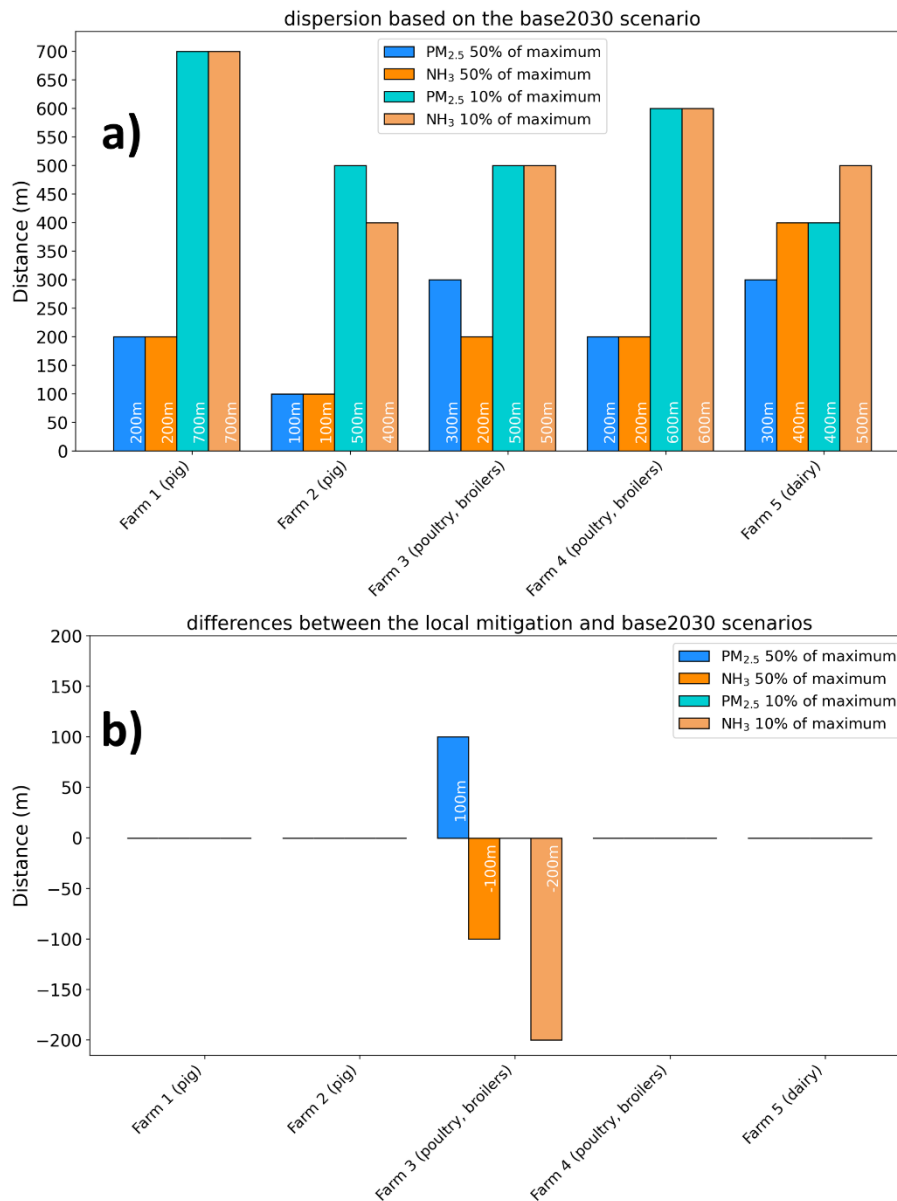 dispersion based on the base2030 scenario
a)
PM2.5 50% of maximum
NH3 50% of maximum
PM2.5 10% of maximum
NH3 10% of maximum
Distance (m)
700
650
600
550
500
450
400
350
300
250
200
150
100
50
0
200m
200m
700m
700m
100m
100m
500m
400m
300m
200m
500m
500m
200m
200m
600m
600m
300m
400m
400m
500m
Farm 1 (pig)
Farm 2 (pig)
Farm 3 (poultry, broilers)
Farm 4 (poultry, broilers)
Farm 5 (dairy)
differences between the local mitigation and base2030 scenarios
b)
PM2.5 50% of maximum
NH3 50% of maximum
PM2.5 10% of maximum
NH3 10% of maximum
Distance (m)
200
150
100
50
0
−50
−100
−150
−200
100m
-100m
-200m
Farm 1 (pig)
Farm 2 (pig)
Farm 3 (poultry, broilers)
Farm 4 (poultry, broilers)
Farm 5 (dairy)